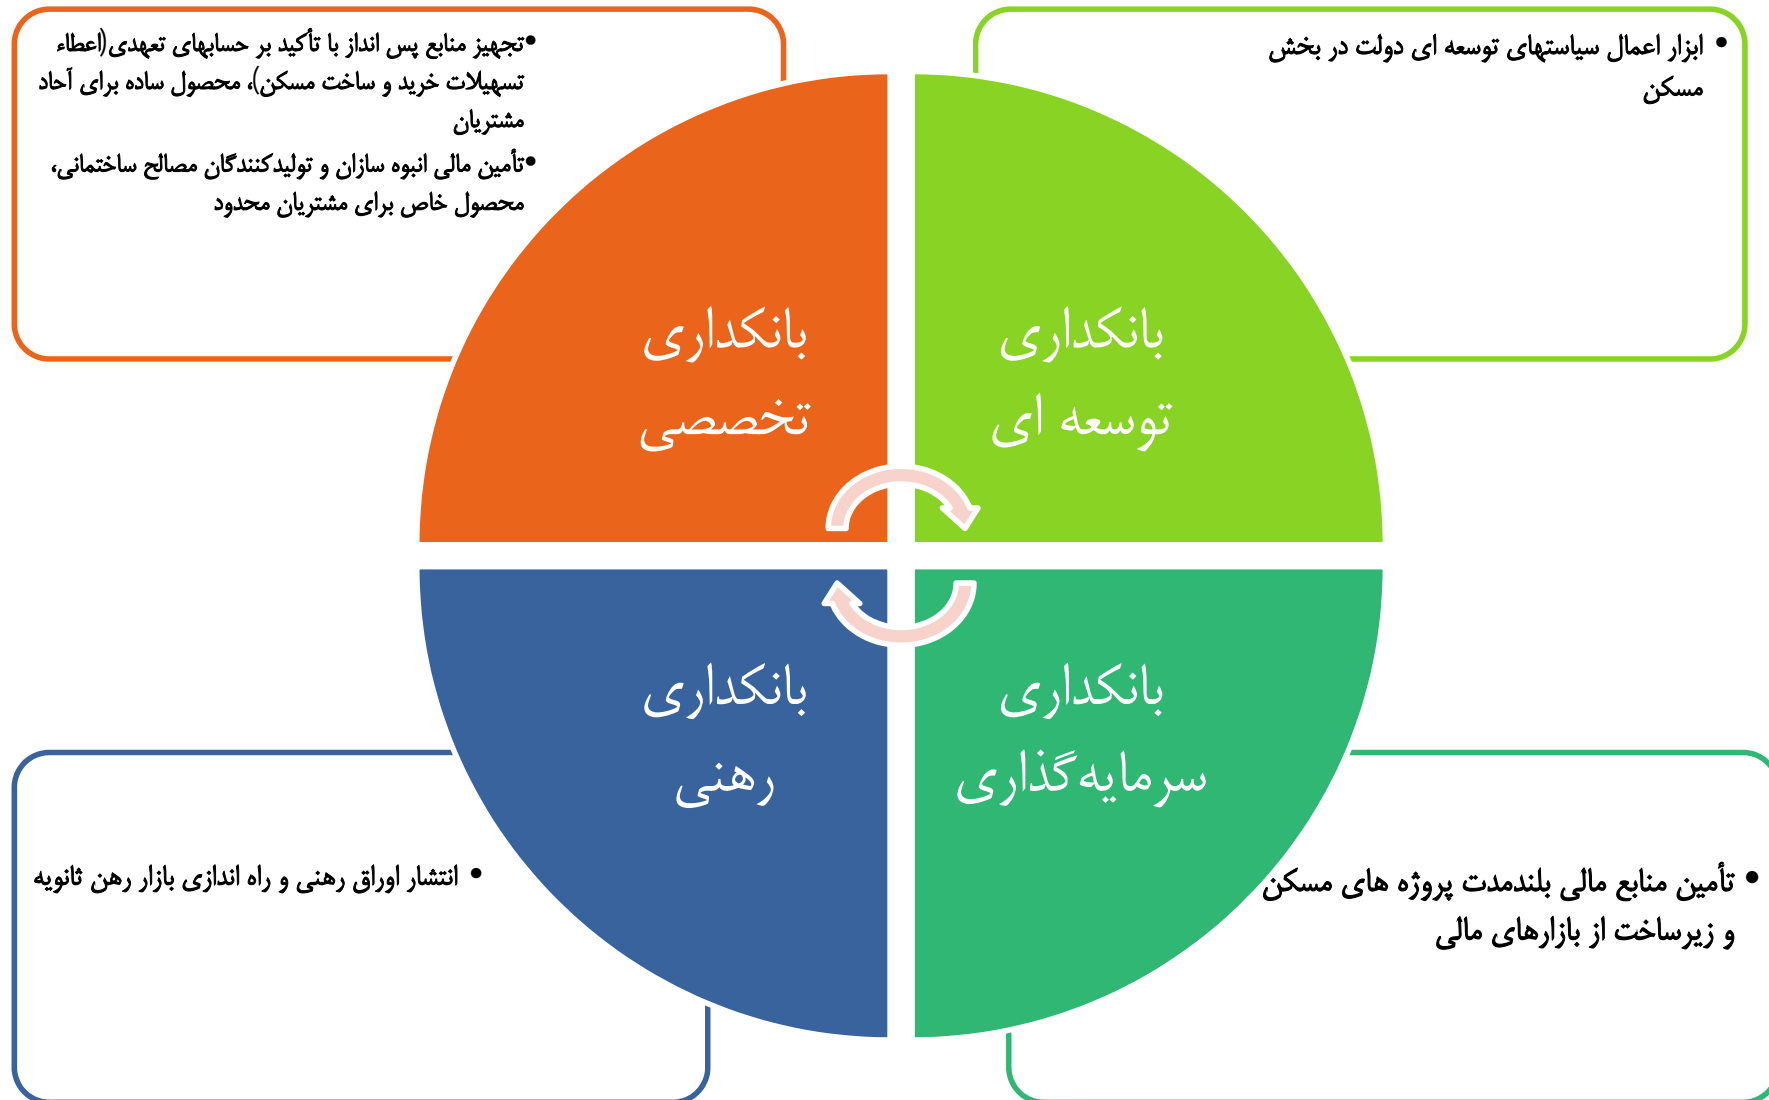 • ابزار اعمال سیاستهای توسعه ای دولت در بخش
مسکن
•تجهیز منابع پس انداز با تأکید بر حسابهای تعهدی(اعطاء
تسهیلات خرید و ساخت مسکن)، محصول ساده برای آحاد
مشتریان
•تأمین مالی انبوه سازان و تولیدکنندگان مصالح ساختمانی،
محصول خاص برای مشتریان محدود
بانکداری
توسعه ای
بانکداری
تخصصی
بانکداری
سرمایه‌گذاری
بانکداری
رهنی
• تأمین منابع مالی بلندمدت پروژه های مسکن
و زیرساخت از بازارهای مالی
• انتشار اوراق رهنی و راه اندازی بازار رهن ثانویه